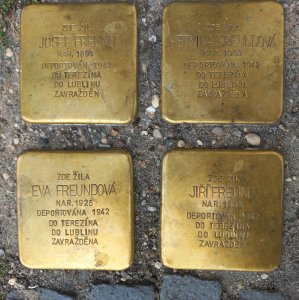 ZDE ŽIL
JOSEF FREUND
NAR. 1891
DEPORTOVÁN 1942
DO TEREZÍNA
DO LUBLINU
ZAVRAŽDĚN
ZDE ŽILA
FREUNDOVÁ
NAR.
DEPORTOVÁNA 1942
DO TEREZÍNA
DO LUBLINU
ZAVRAŽDĚNA
ZDE ŽILA
EVA FREUNDOVÁ
NAR. 1925
DEPORTOVÁNA 1942
DO TEREZÍNA
DO LUBLINU
ZAVRAŽDĚNA
ZDE ŽIL
JIŘÍ FREUND
NAR.
DEPORTOVÁN 1942
DO TEREZÍNA
DO LUBLINU
ZAVRAŽDĚN